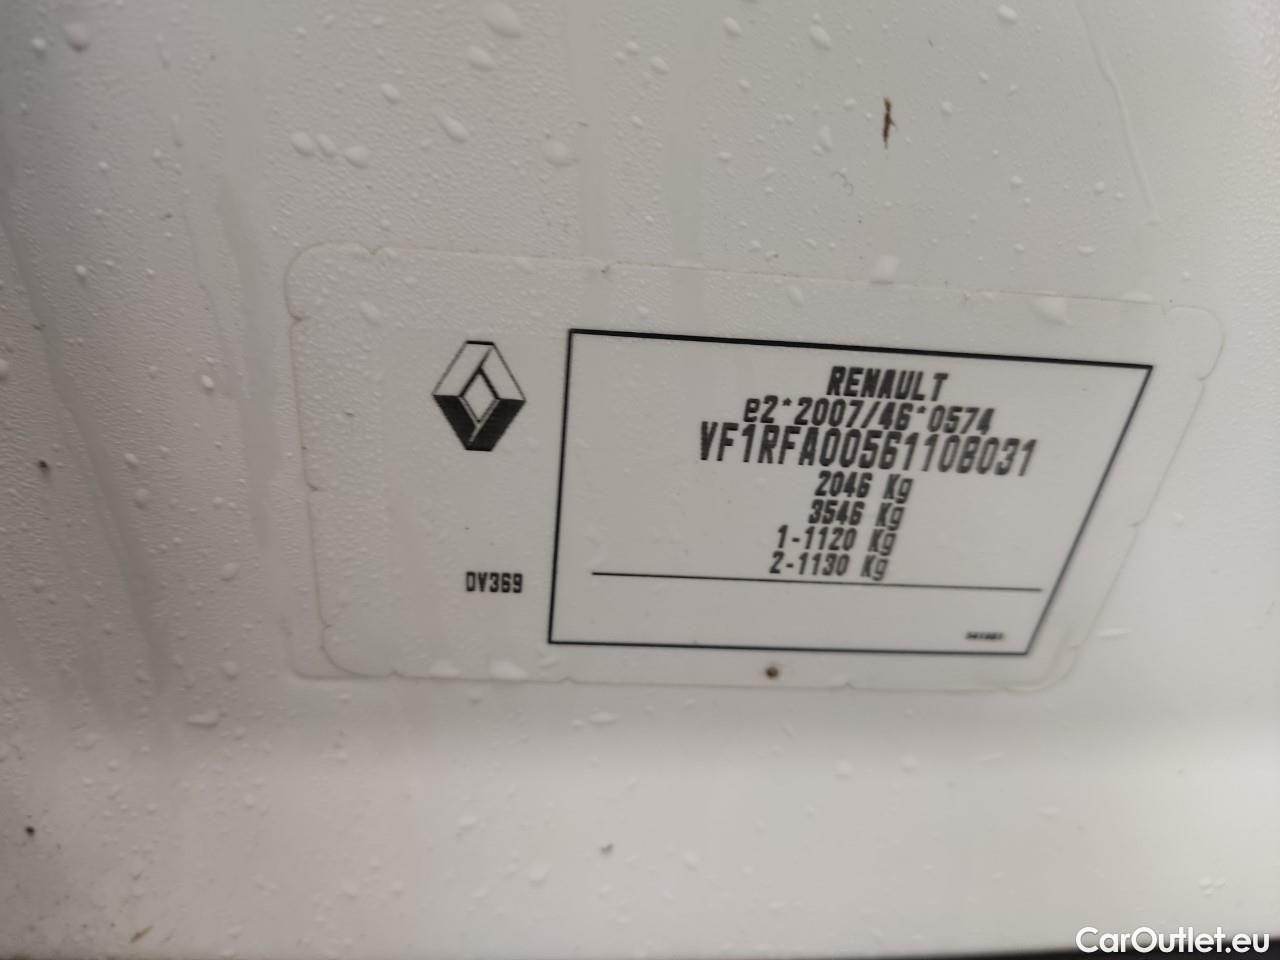 RENAULT
e2*2007/46*0574
VF1RFA00561108031
2046 Kg
3546 Kg
1-1120 Kg
2-1130 Kg
DV369
CarOutlet.eu